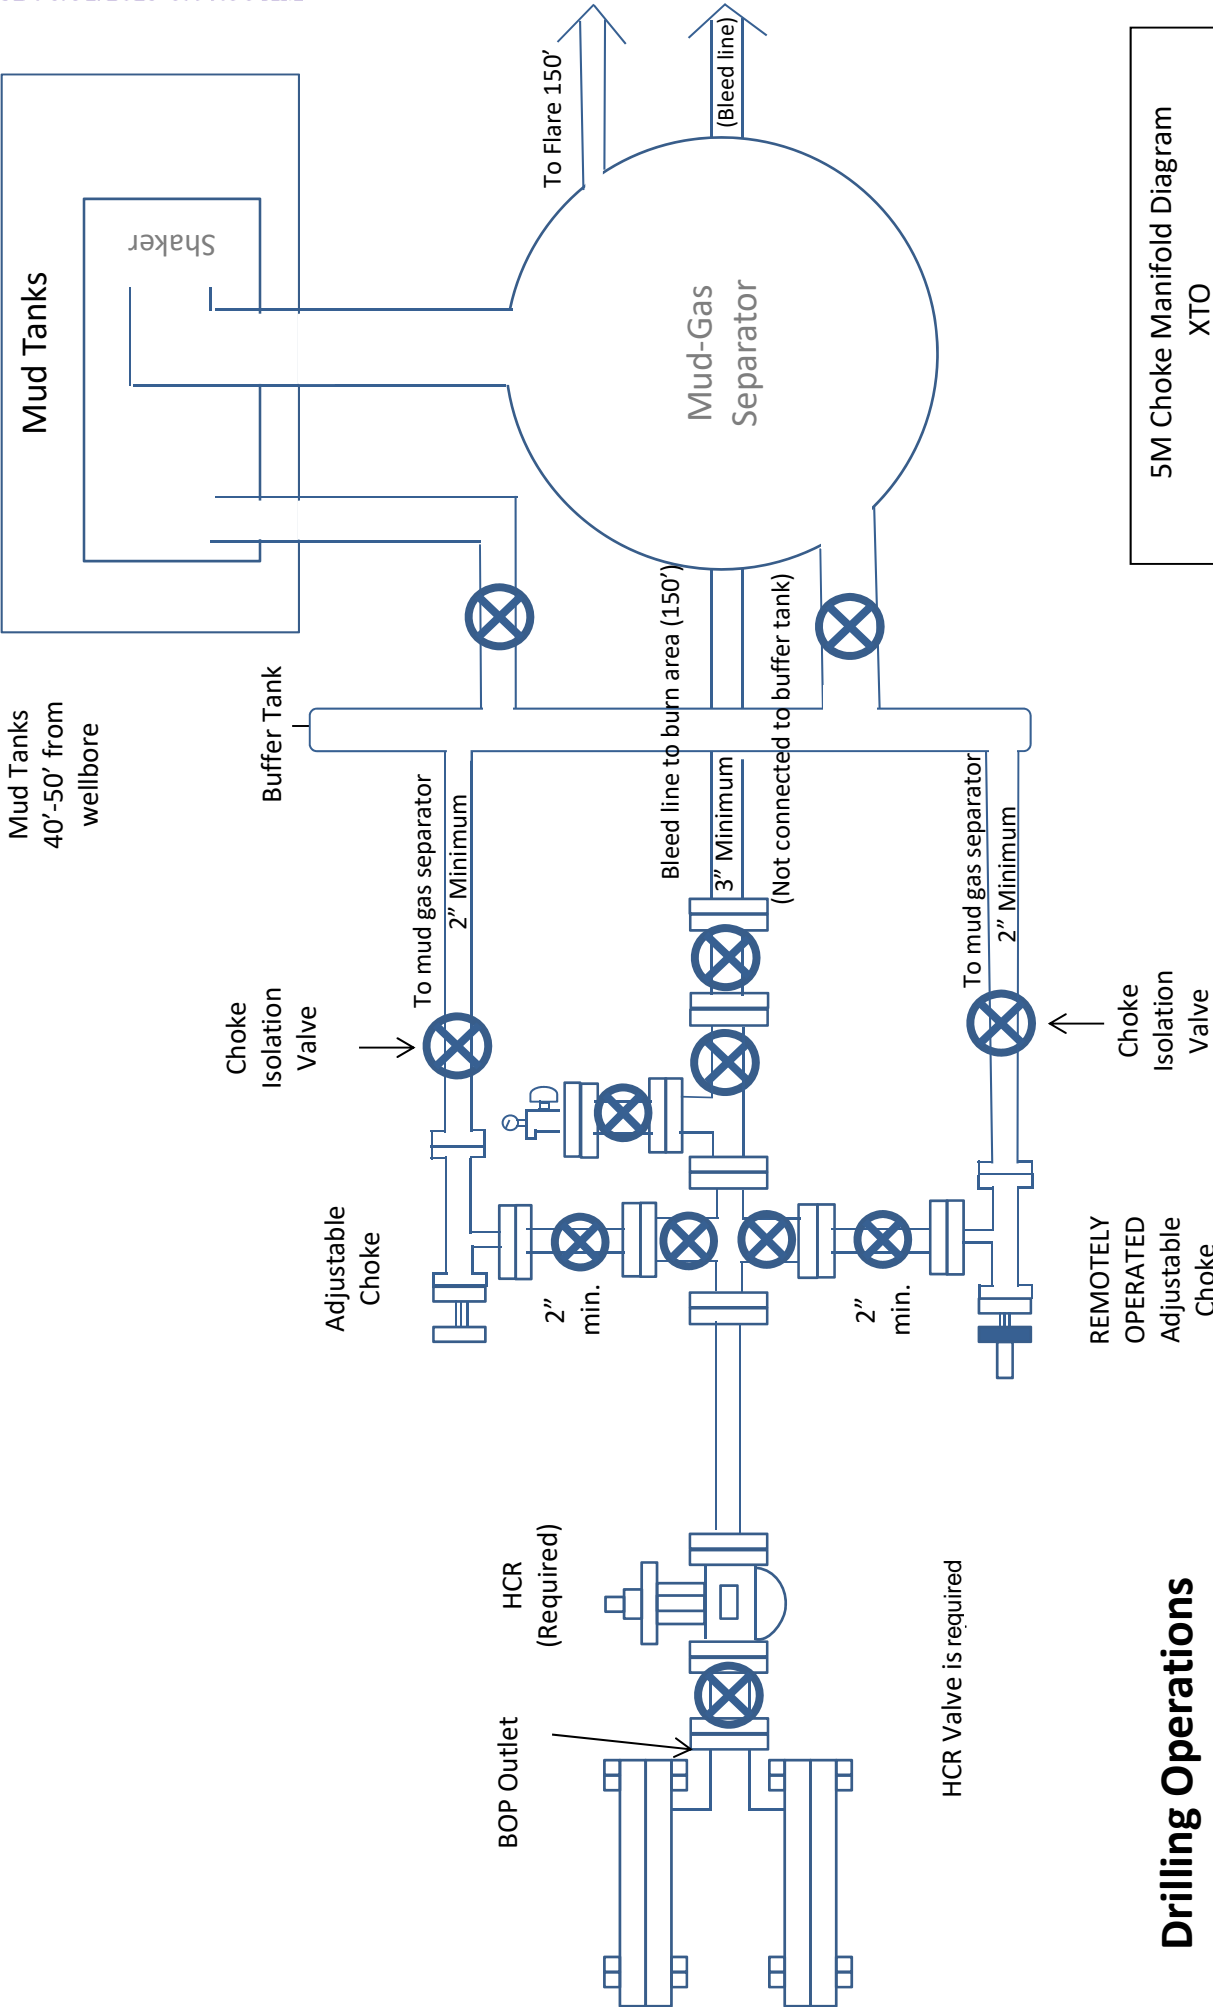 Mud Tanks
Shaker
To Flare 150’
(Bleed line)
Mud-Gas
Separator
5M Choke Manifold Diagram
XTO
Mud Tanks
40’-50’ from
wellbore
Buffer Tank
To mud gas separator
2” Minimum
Bleed line to burn area (150’)
3” Minimum
(Not connected to buffer tank)
To mud gas separator
2” Minimum
Choke
Isolation
Valve
Choke
Isolation
Valve
Adjustable
Choke
2”
min.
2”
min.
REMOTELY
OPERATED
Adjustable
Choke
HCR
(Required)
BOP Outlet
HCR Valve is required
Drilling Operations